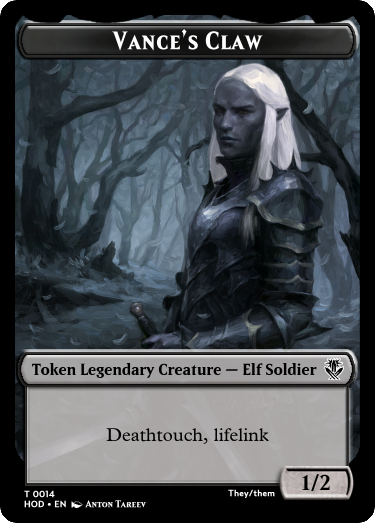 Vance's Claw
Token Legendary Creature — Elf Soldier
Deathtouch, lifelink
1/2
T 0014
HOD • EN Anton Tareev
They/them